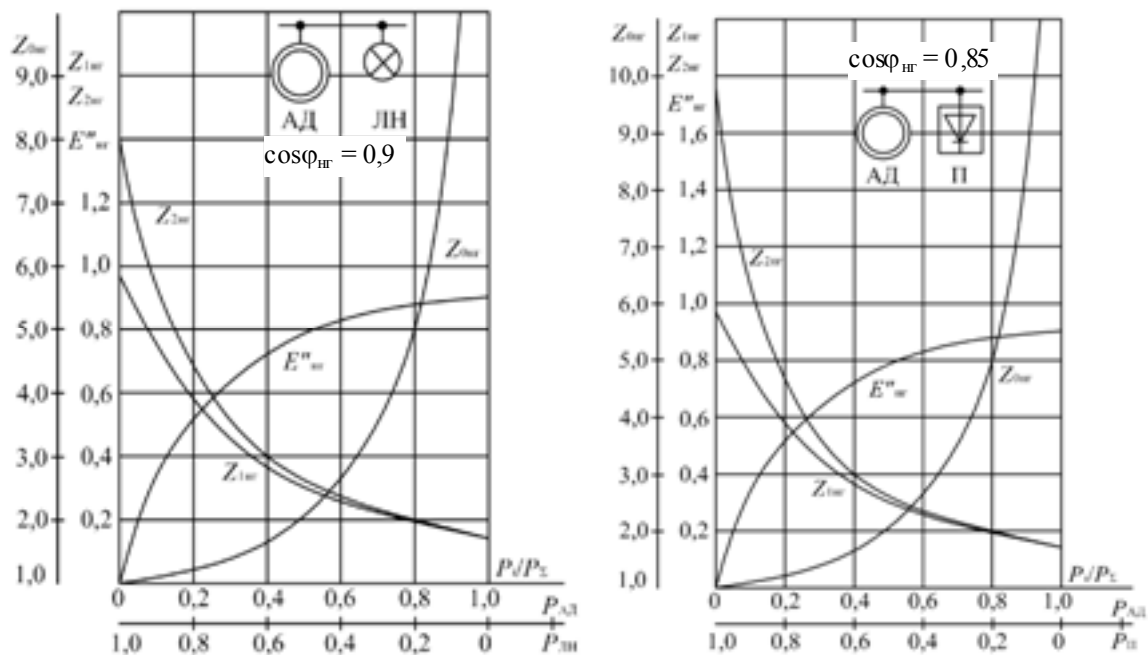 Z₀нг Z₁нг
Z₂нг
E″нг
9,0
8,0
7,0
6,0
5,0
4,0
3,0
2,0
1,0
1,2
1,0
0,8
0,6
0,4
0,2
АД ЛН
cosφнг = 0,9
Z₂нг
Z₀нг
E″нг
Z₁нг
Pᵢ/PΣ
0 0,2 0,4 0,6 0,8 1,0 PАД
1,0 0,8 0,6 0,4 0,2 0 PЛН
Z₀нг Z₁нг
Z₂нг
E″нг
10,0
9,0
8,0
7,0
6,0
5,0
4,0
3,0
2,0
1,0
1,6
1,4
1,2
1,0
0,8
0,6
0,4
0,2
cosφнг = 0,85
АД П
Z₂нг
E″нг
Z₀нг
Z₁нг
Pᵢ/PΣ
0 0,2 0,4 0,6 0,8 1,0 PАД
1,0 0,8 0,6 0,4 0,2 0 PП